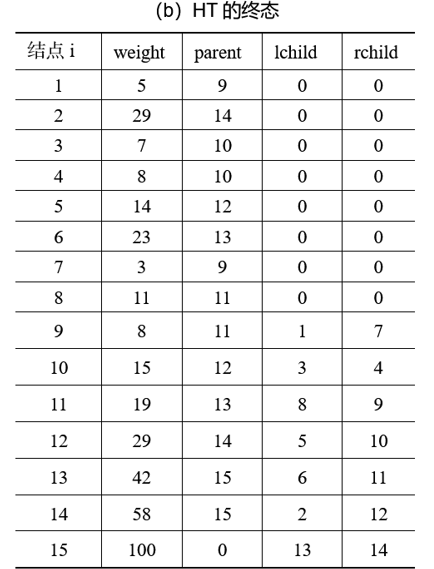 （b）HT 的终态
结点 i weight parent lchild rchild
1 5 9 0 0
2 29 14 0 0
3 7 10 0 0
4 8 10 0 0
5 14 12 0 0
6 23 13 0 0
7 3 9 0 0
8 11 11 0 0
9 8 11 1 7
10 15 12 3 4
11 19 13 8 9
12 29 14 5 10
13 42 15 6 11
14 58 15 2 12
15 100 0 13 14